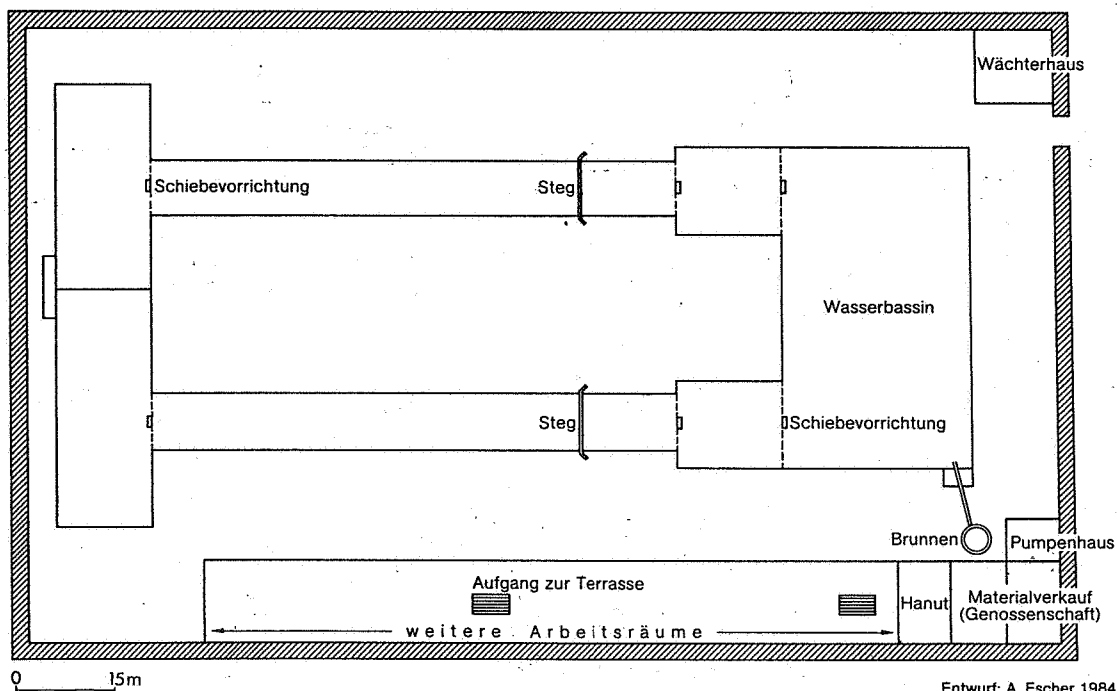 Wächterhaus
Schiebevorrichtung
Steg
Wasserbassin
Steg
Schiebevorrichtung
Brunnen
Pumpenhaus
Aufgang zur Terrasse
Hanut
Materialverkauf
(Genossenschaft)
weitere Arbeitsräume
0 15m
Entwurf: A. Escher 1984